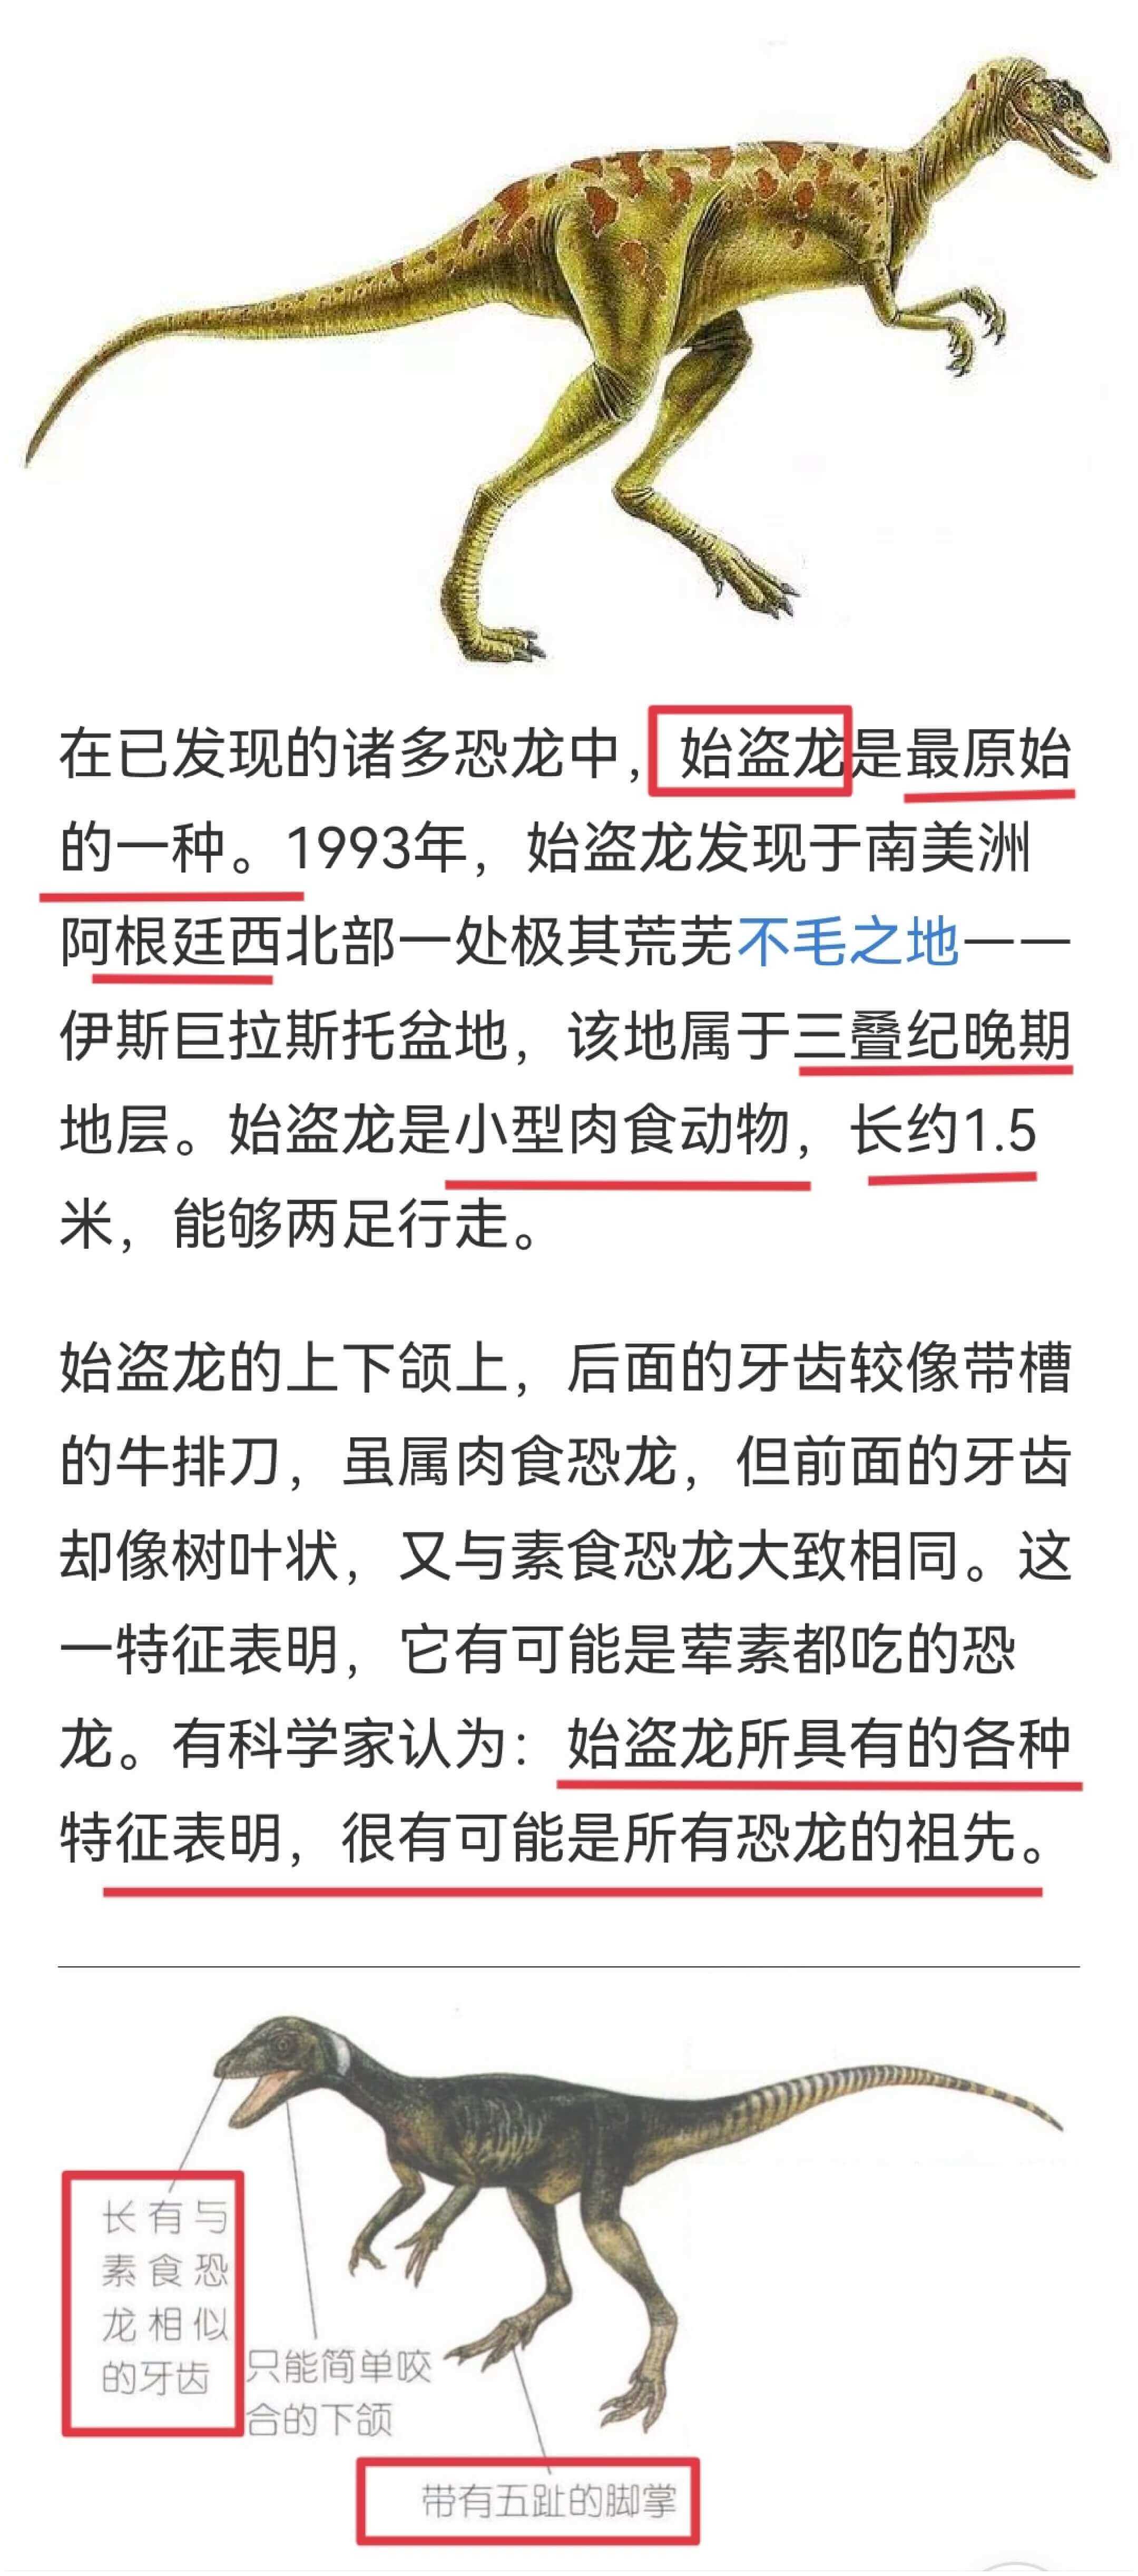 在已发现的诸多恐龙中，始盗龙是最原始
的一种。1993年，始盗龙发现于南美洲
阿根廷西北部一处极其荒芜不毛之地——
伊斯巨拉斯托盆地，该地属于三叠纪晚期
地层。始盗龙是小型肉食动物，长约1.5
米，能够两足行走。
始盗龙的上下颌上，后面的牙齿较像带槽
的牛排刀，虽属肉食恐龙，但前面的牙齿
却像树叶状，又与素食恐龙大致相同。这
一特征表明，它有可能是荤素都吃的恐
龙。有科学家认为：始盗龙所具有的各种
特征表明，很有可能是所有恐龙的祖先。
长有与
素食恐
龙相似
的牙齿
只能简单咬
合的下颌
带有五趾的脚掌